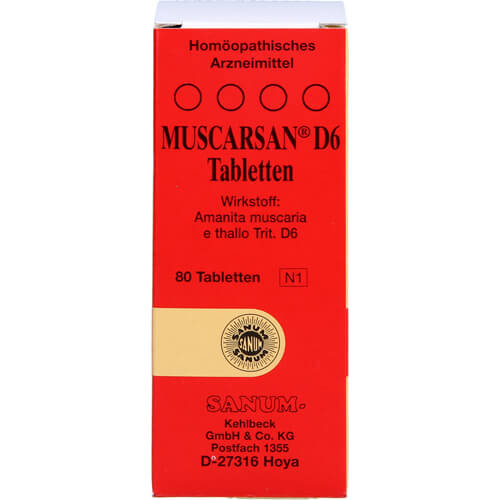 Homöopathisches
Arzneimittel
MUSCARSAN® D6
Tabletten
Wirkstoff:
Amanita muscaria
e thallo Trit. D6
80 Tabletten N1
SANUM
SANUM
SANUM
SANUM-
Kehlbeck
GmbH & Co. KG
Postfach 1355
D-27316 Hoya